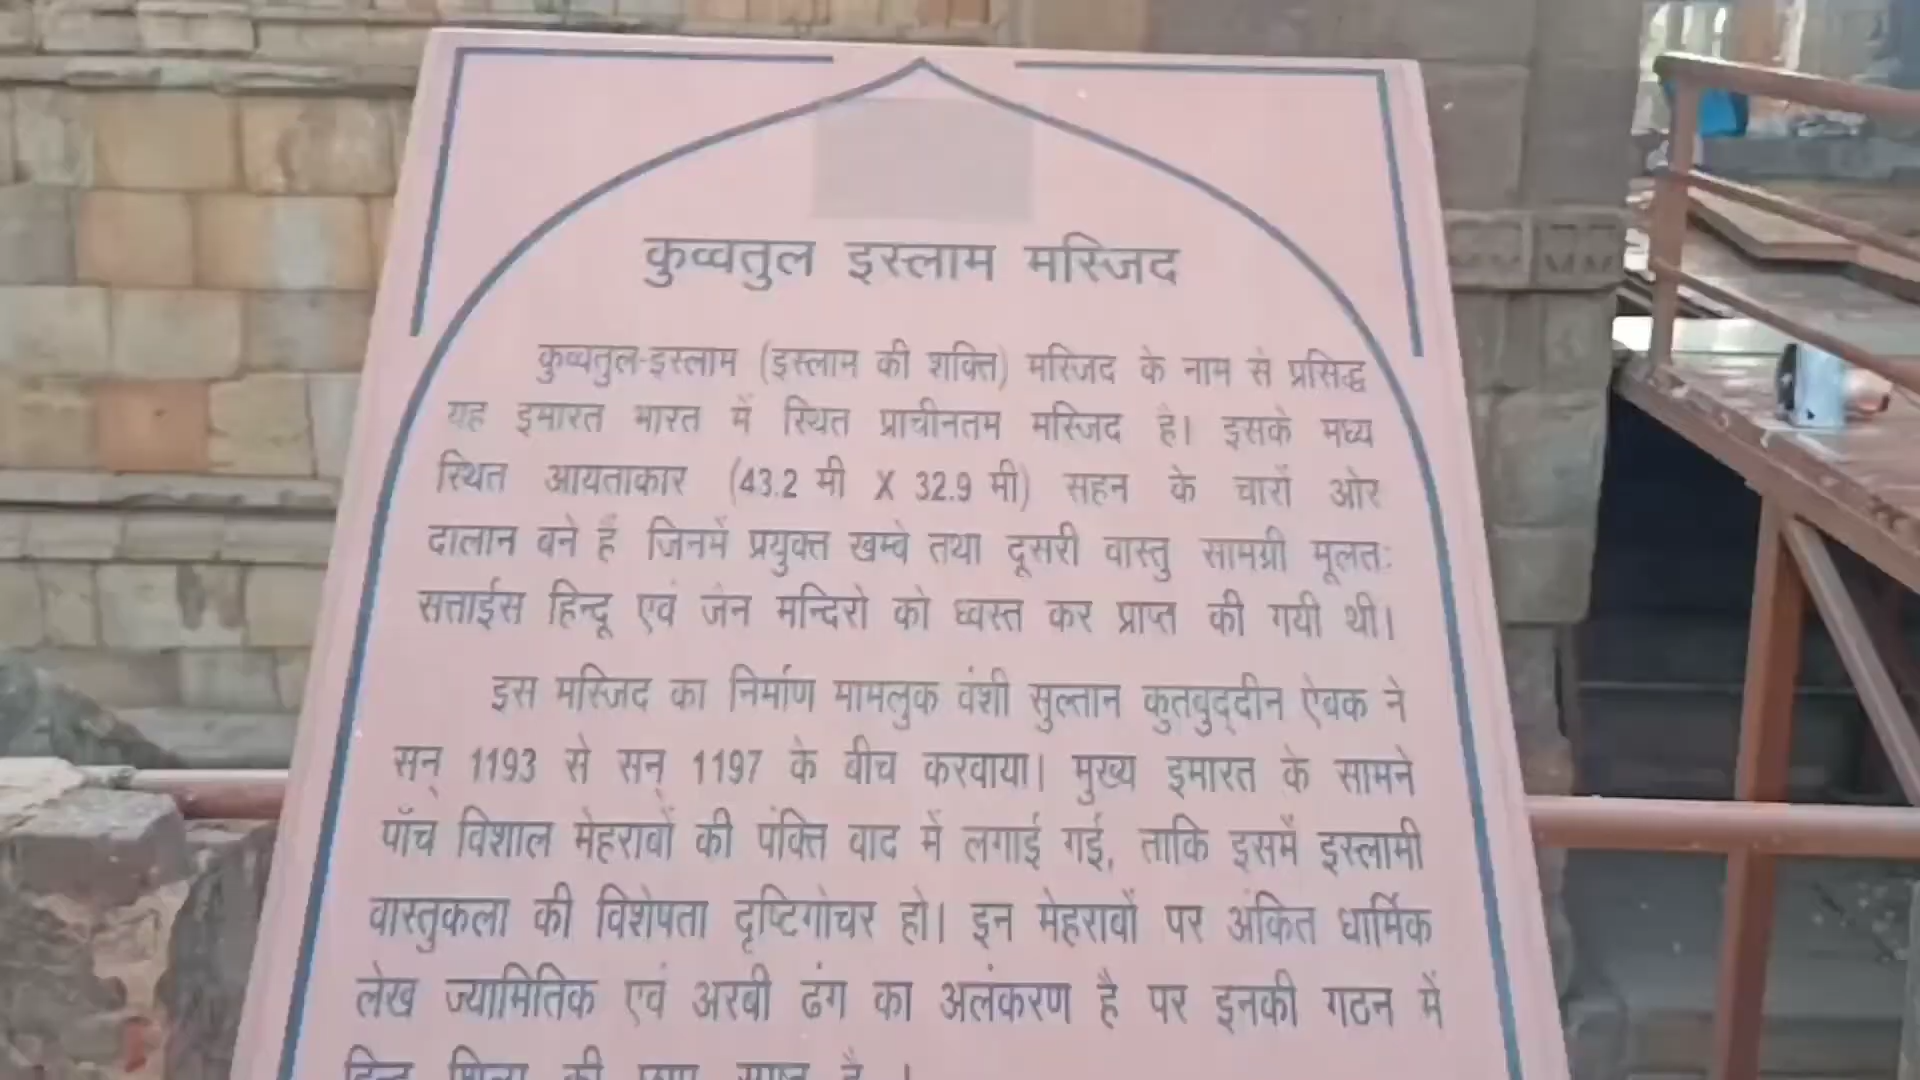 कुव्वतुल इस्लाम मस्जिद
कुव्वतुल-इस्लाम (इस्लाम की शक्ति) मस्जिद के नाम से प्रसिद्ध
यह इमारत भारत में स्थित प्राचीनतम मस्जिद है। इसके मध्य
स्थित आयताकार (43.2 मी X 32.9 मी) सहन के चारों ओर
दालान बने हैं जिनमें प्रयुक्त खम्बे तथा दूसरी वास्तु सामग्री मूलतः
सत्ताईस हिन्दू एवं जैन मन्दिरो को ध्वस्त कर प्राप्त की गयी थी।
इस मस्जिद का निर्माण मामलुक वंशी सुल्तान कुतबुद्दीन ऐबक ने
सन् 1193 से सन् 1197 के बीच करवाया। मुख्य इमारत के सामने
पाँच विशाल मेहराबों की पंक्ति बाद में लगाई गई, ताकि इसमें इस्लामी
वास्तुकला की विशेषता दृष्टिगोचर हो। इन मेहराबों पर अंकित धार्मिक
लेख ज्यामितिक एवं अरबी ढंग का अलंकरण है पर इनकी गठन में
की है।